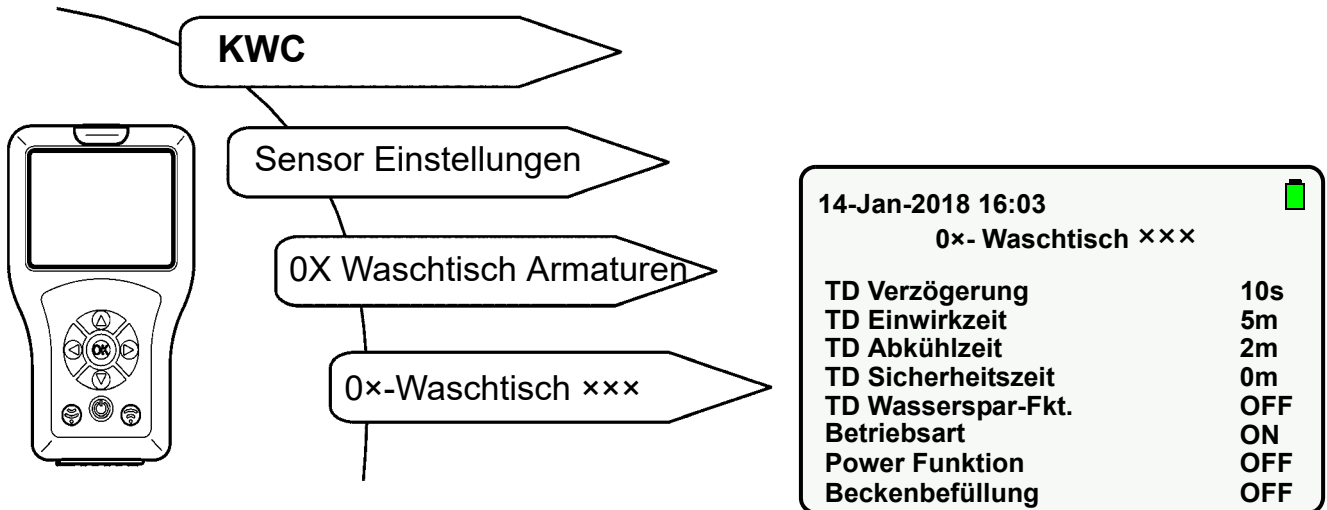 KWC
Sensor Einstellungen
0X Waschtisch Armaturen
0×-Waschtisch ×××
OK
14-Jan-2018 16:03
0×- Waschtisch ×××
TD Verzögerung 10s
TD Einwirkzeit 5m
TD Abkühlzeit 2m
TD Sicherheitszeit 0m
TD Wasserspar-Fkt. OFF
Betriebsart ON
Power Funktion OFF
Beckenbefüllung OFF